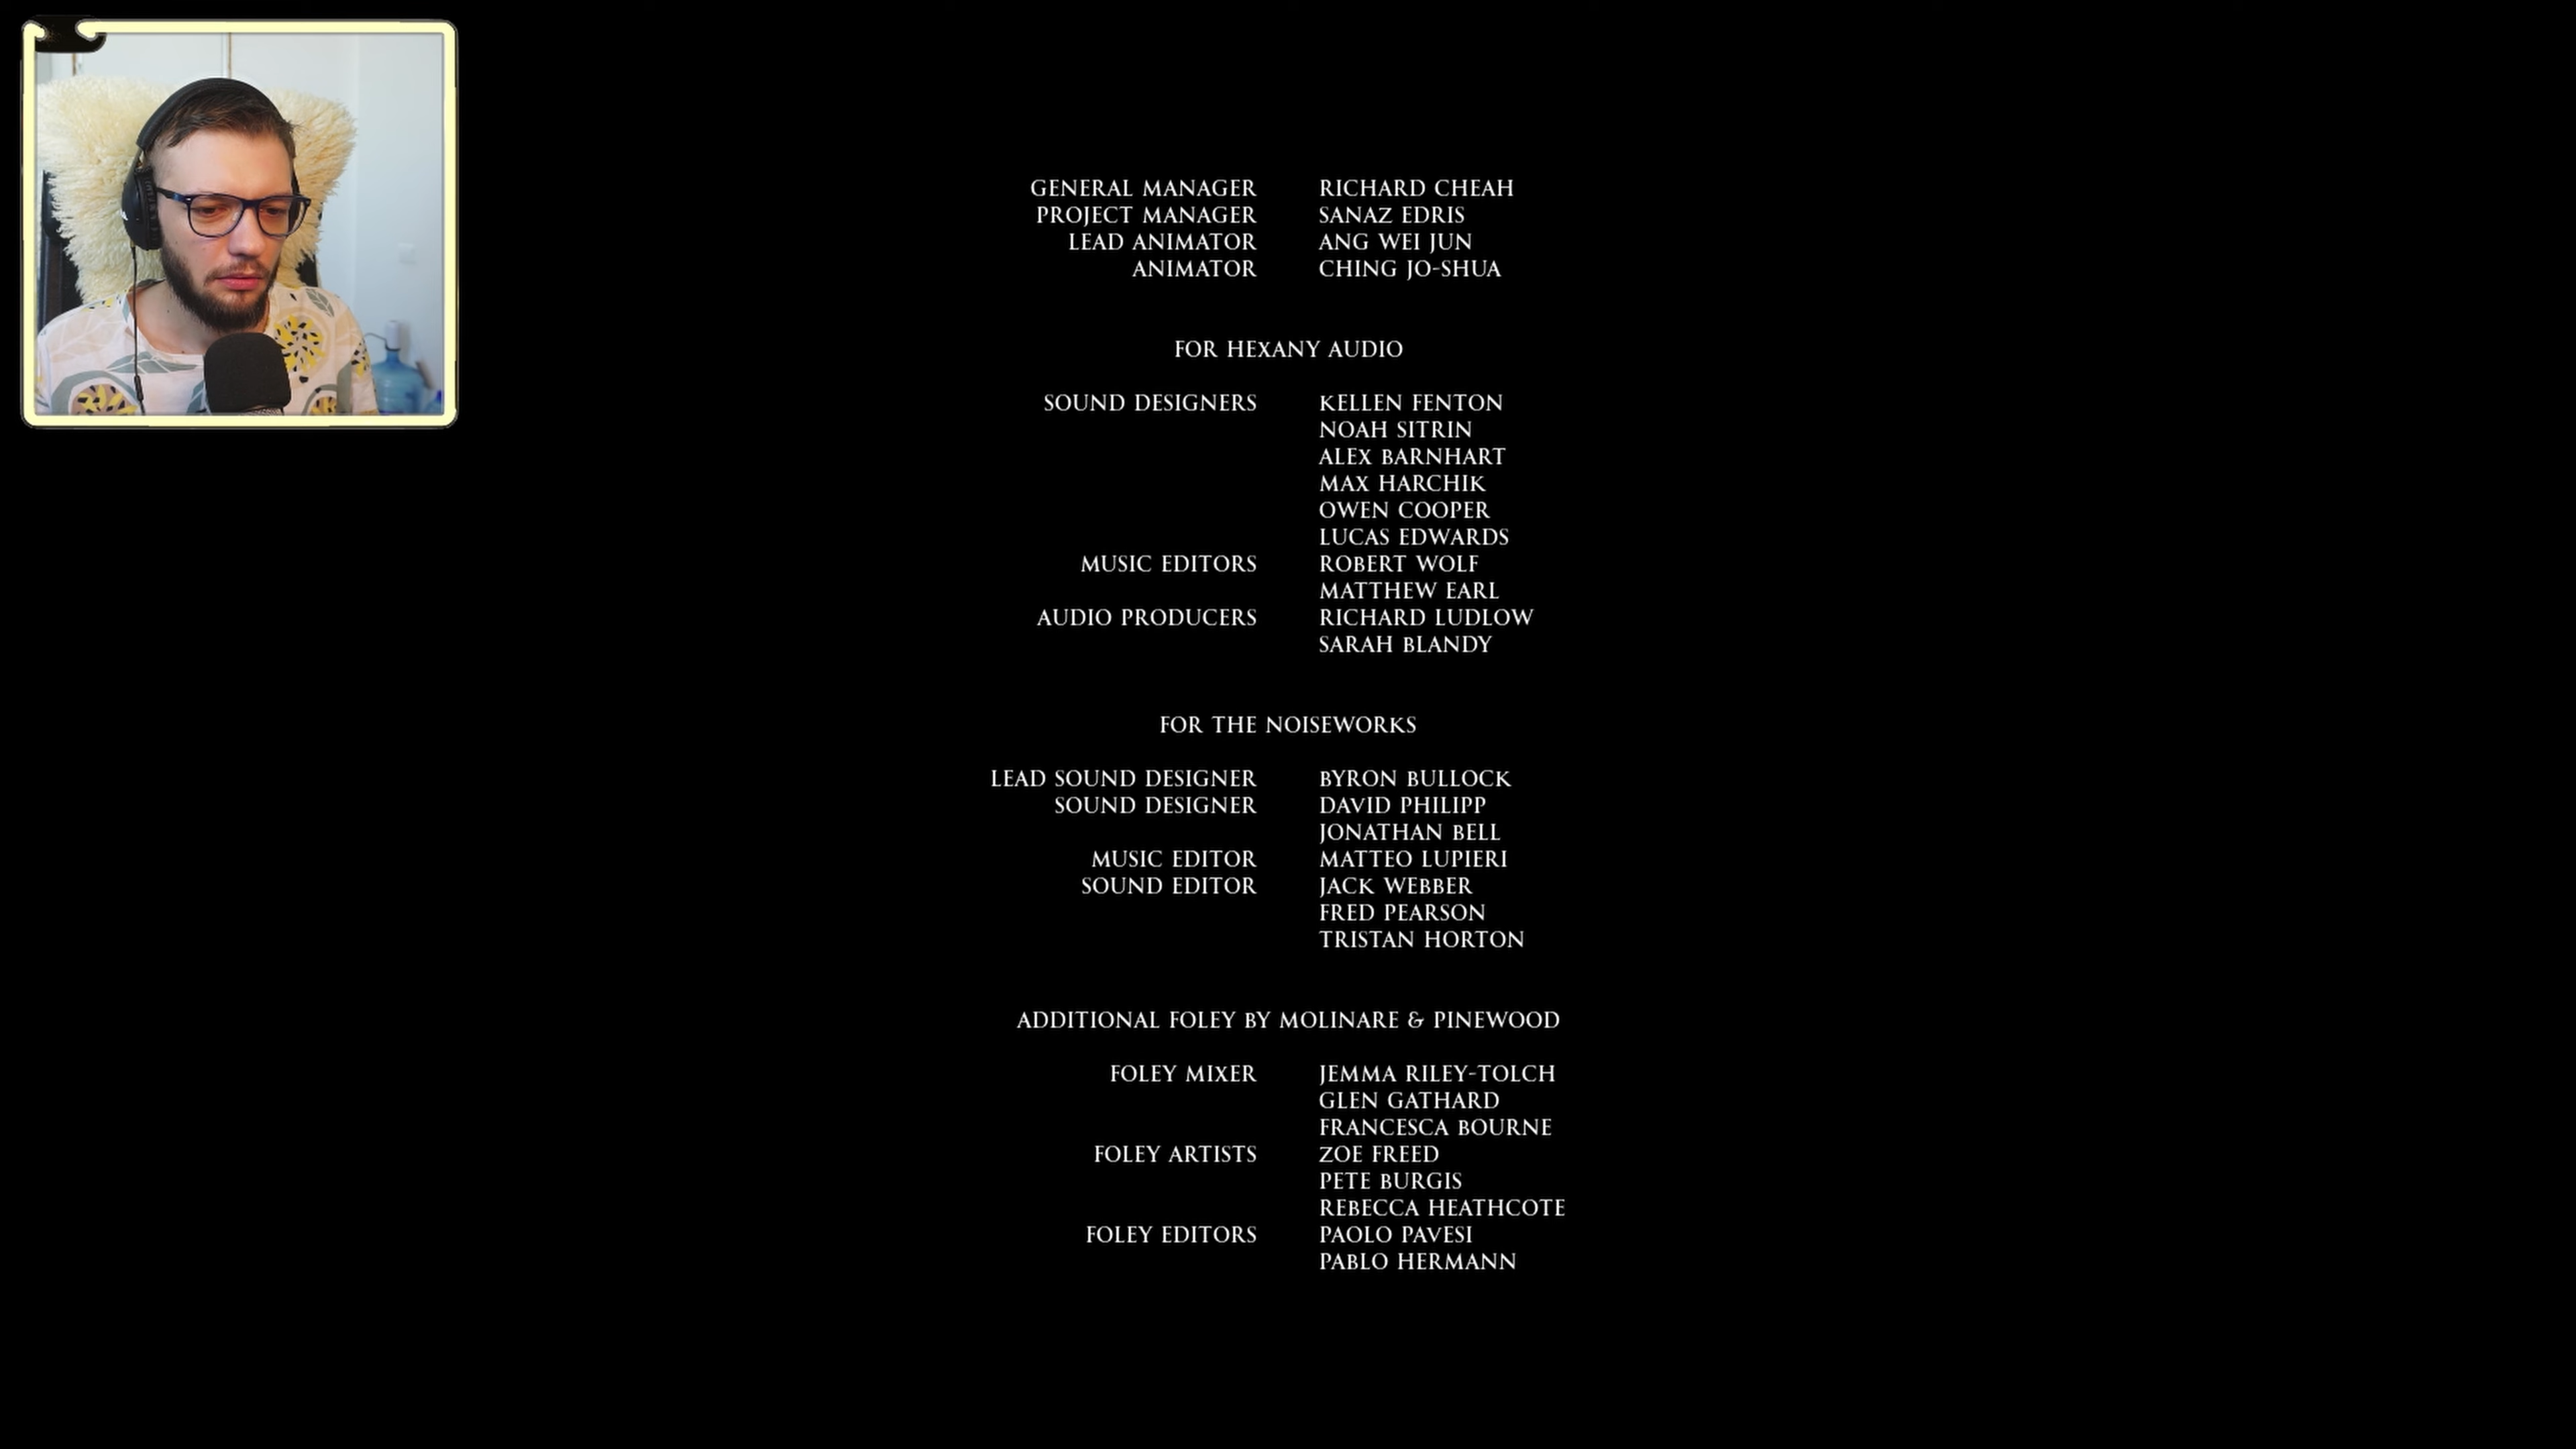 GENERAL MANAGER RICHARD CHEAH
PROJECT MANAGER SANAZ EDRIS
LEAD ANIMATOR ANG WEI JUN
ANIMATOR CHING JO-SHUA
FOR HEXANY AUDIO
SOUND DESIGNERS KELLEN FENTON
NOAH SITRIN
ALEX BARNHART
MAX HARCHIK
OWEN COOPER
LUCAS EDWARDS
MUSIC EDITORS ROBERT WOLF
MATTHEW EARL
AUDIO PRODUCERS RICHARD LUDLOW
SARAH BLANDY
FOR THE NOISEWORKS
LEAD SOUND DESIGNER BYRON BULLOCK
SOUND DESIGNER DAVID PHILIPP
JONATHAN BELL
MUSIC EDITOR MATTEO LUPIERI
SOUND EDITOR JACK WEBBER
FRED PEARSON
TRISTAN HORTON
ADDITIONAL FOLEY BY MOLINARE & PINEWOOD
FOLEY MIXER JEMMA RILEY-TOLCH
GLEN GATHARD
FRANCESCA BOURNE
FOLEY ARTISTS ZOE FREED
PETE BURGIS
REBECCA HEATHCOTE
FOLEY EDITORS PAOLO PAVESI
PABLO HERMANN